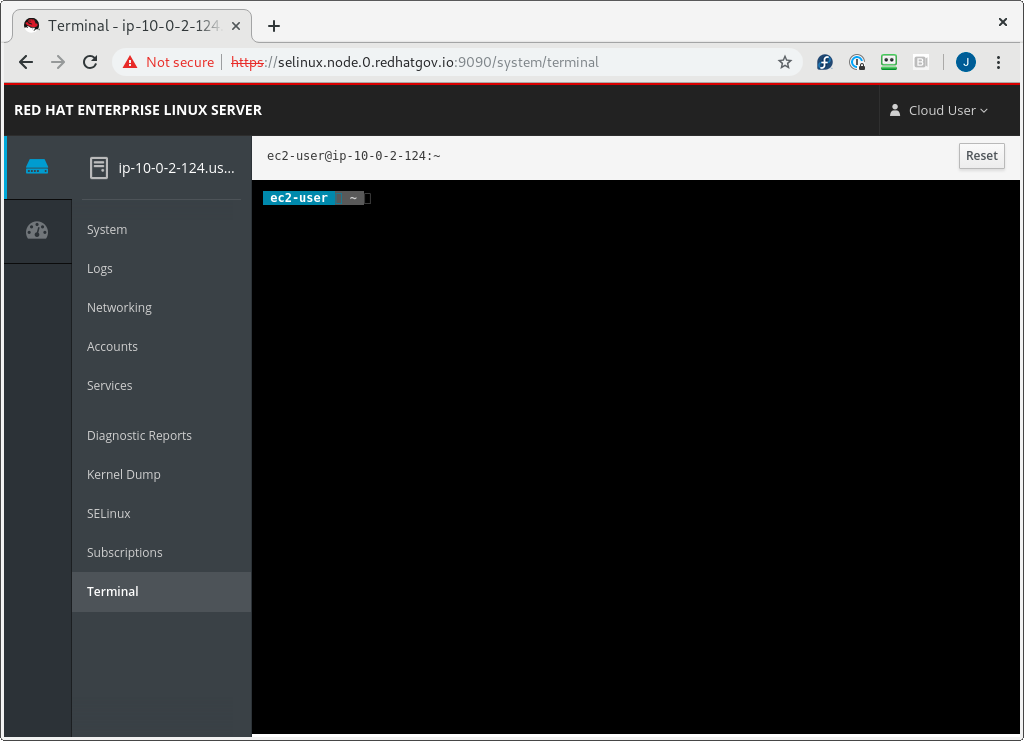 Terminal - ip-10-0-2-124
Not secure https://selinux.node.0.redhatgov.io:9090/system/terminal
J
RED HAT ENTERPRISE LINUX SERVER
Cloud User
ip-10-0-2-124.us...
ec2-user@ip-10-0-2-124:~
Reset
ec2-user ~
System
Logs
Networking
Accounts
Services
Diagnostic Reports
Kernel Dump
SELinux
Subscriptions
Terminal